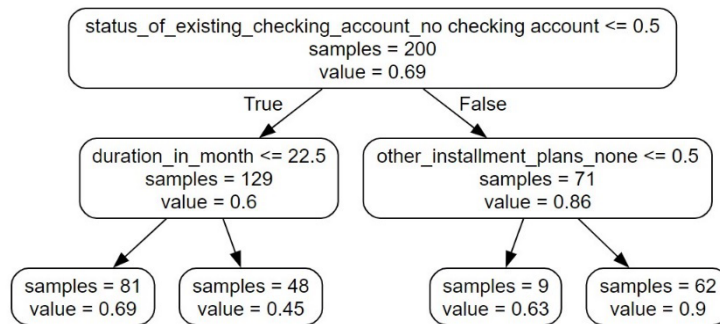 status_of_existing_checking_account_no checking account <= 0.5
samples = 200
value = 0.69
True
False
duration_in_month <= 22.5
samples = 129
value = 0.6
other_installment_plans_none <= 0.5
samples = 71
value = 0.86
samples = 81
value = 0.69
samples = 48
value = 0.45
samples = 9
value = 0.63
samples = 62
value = 0.9